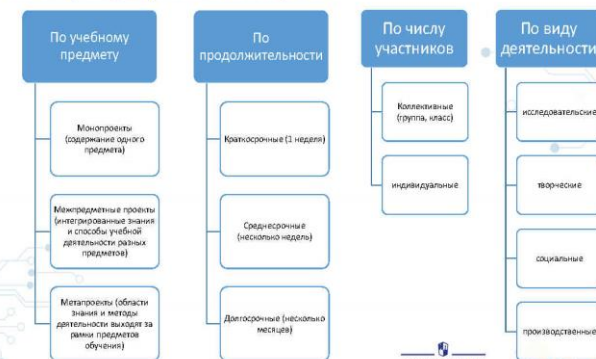 По учебному
предмету
Монопроекты
(содержание одного
предмета)
Межпредметные проекты
(интегрированные знания
и способы учебной
деятельности разных
предметов)
Метапроекты (области
знания и методы
деятельности выходят за
рамки предметов
обучения)
По
продолжительности
Краткосрочные (1 неделя)
Среднесрочные
(несколько недель)
Долгосрочные (несколько
месяцев)
По числу
участников
Коллективные
(группа, класс)
индивидуальные
По виду
деятельности
исследовательские
творческие
социальные
производственные